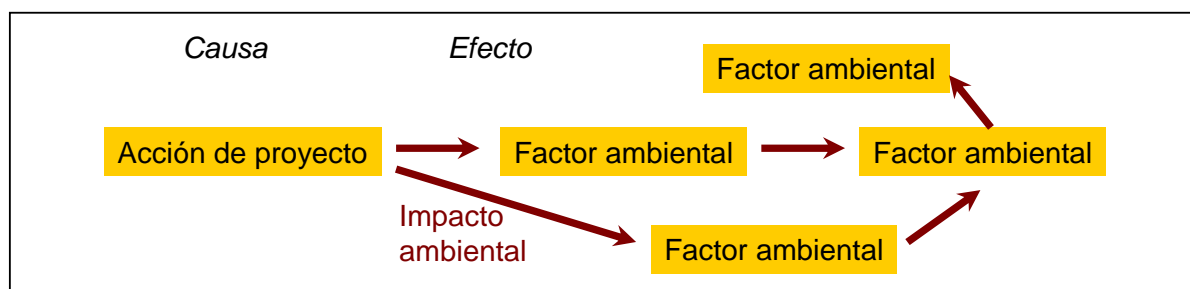 Causa
Efecto
Factor ambiental
Acción de proyecto
Factor ambiental
Factor ambiental
Impacto
ambiental
Factor ambiental